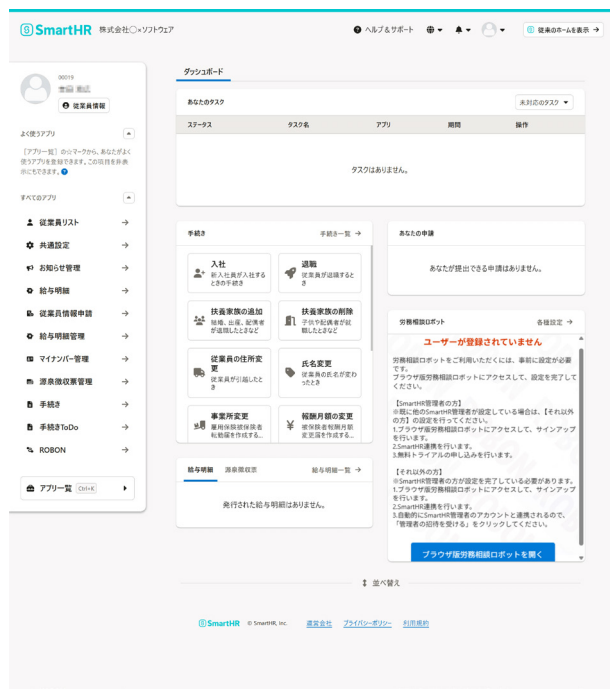 SmartHR 株式会社○×ソフトウェア
ヘルプ&サポート
従来のホームを表示
00019
従業員情報
よく使うアプリ
[アプリ一覧] の☆マークから、あなたがよく
使うアプリを登録できます。この項目を非表
示にもできます。
すべてのアプリ
従業員リスト
共通設定
お知らせ管理
給与明細
従業員情報申請
給与明細管理
マイナンバー管理
源泉徴収票管理
手続き
手続きToDo
ROBON
アプリ一覧 Ctrl+K
ダッシュボード
あなたのタスク
未対応のタスク
ステータス タスク名 アプリ 期間 操作
タスクはありません。
手続き
手続き一覧
入社
新入社員が入社する
ときの手続き
退職
従業員が退職すると
き
扶養家族の追加
結婚、出産、配偶者
が退職したときなど
扶養家族の削除
子供や配偶者が就
職したときなど
従業員の住所変
更
従業員が引越したと
き
氏名変更
従業員の氏名が変わ
ったとき
事業所変更
雇用保険被保険者
転勤届を作成する...
報酬月額の変更
被保険者報酬月額
変更届を作成する...
給与明細 源泉徴収票
給与明細一覧
発行された給与明細はありません。
あなたの申請
あなたが提出できる申請はありません。
労務相談ロボット
各種設定
ユーザーが登録されていません
労務相談ロボットをご利用いただくには、事前に設定が必要
です。
ブラウザ版労務相談ロボットにアクセスして、設定を完了して
ください。
【SmartHR管理者の方】
※既に他のSmartHR管理者が設定している場合は、【それ以外
の方】の設定を行ってください。
1.ブラウザ版労務相談ロボットにアクセスして、サインアップ
を行います。
2.SmartHR連携を行います。
3.無料トライアルの申し込みを行います。
【それ以外の方】
※SmartHR管理者の方が設定を完了している必要があります。
1.ブラウザ版労務相談ロボットにアクセスして、サインアップ
を行います。
2.SmartHR連携を行います。
3.自動的にSmartHR管理者のアカウントと連携されるので、
「管理者の招待を受ける」をクリックしてください。
ブラウザ版労務相談ロボットを開く
並べ替え
SmartHR © SmartHR, Inc. 運営会社 プライバシーポリシー 利用規約